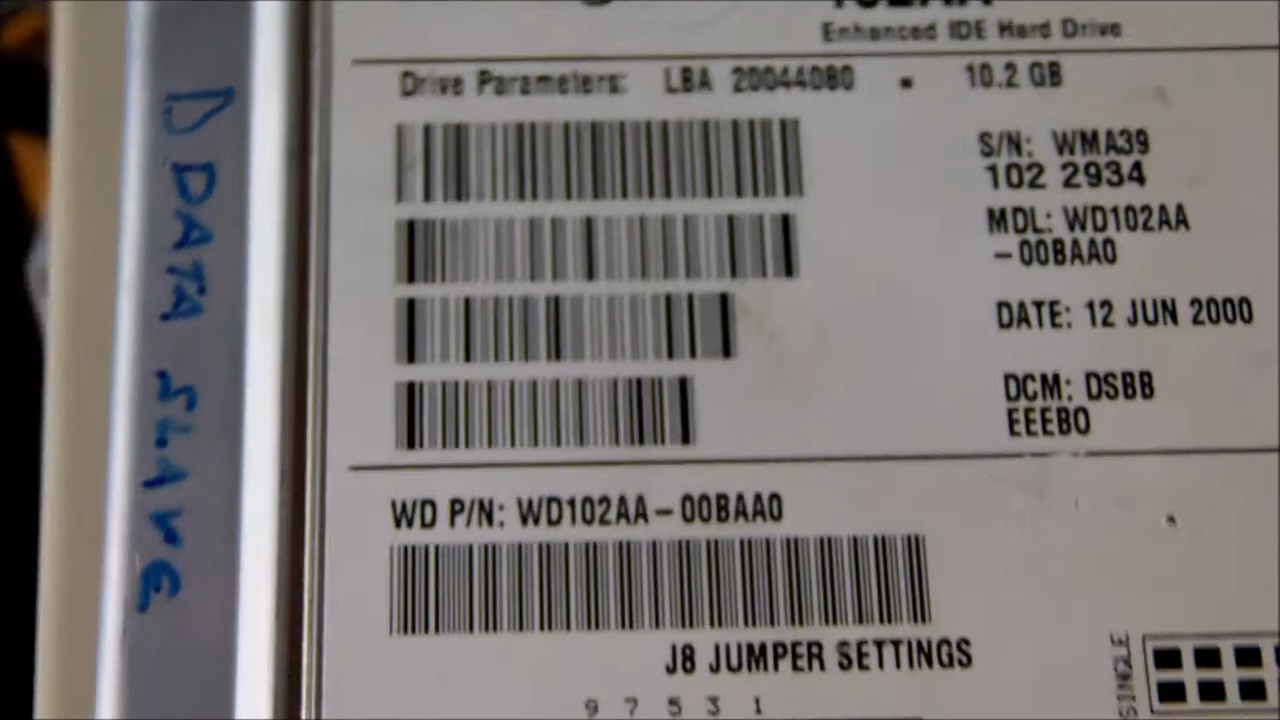 Enhanced IDE Hard Drive
Drive Parameters: LBA 20044080 ▪ 10.2 GB
S/N: WMA39
102 2934
MDL: WD102AA
-00BAA0
DATE: 12 JUN 2000
DCM: DSBB
EEEBO
WD P/N: WD102AA-00BAA0
J8 JUMPER SETTINGS
9 7 5 3 1
SINGLE
D DATA SLAVE